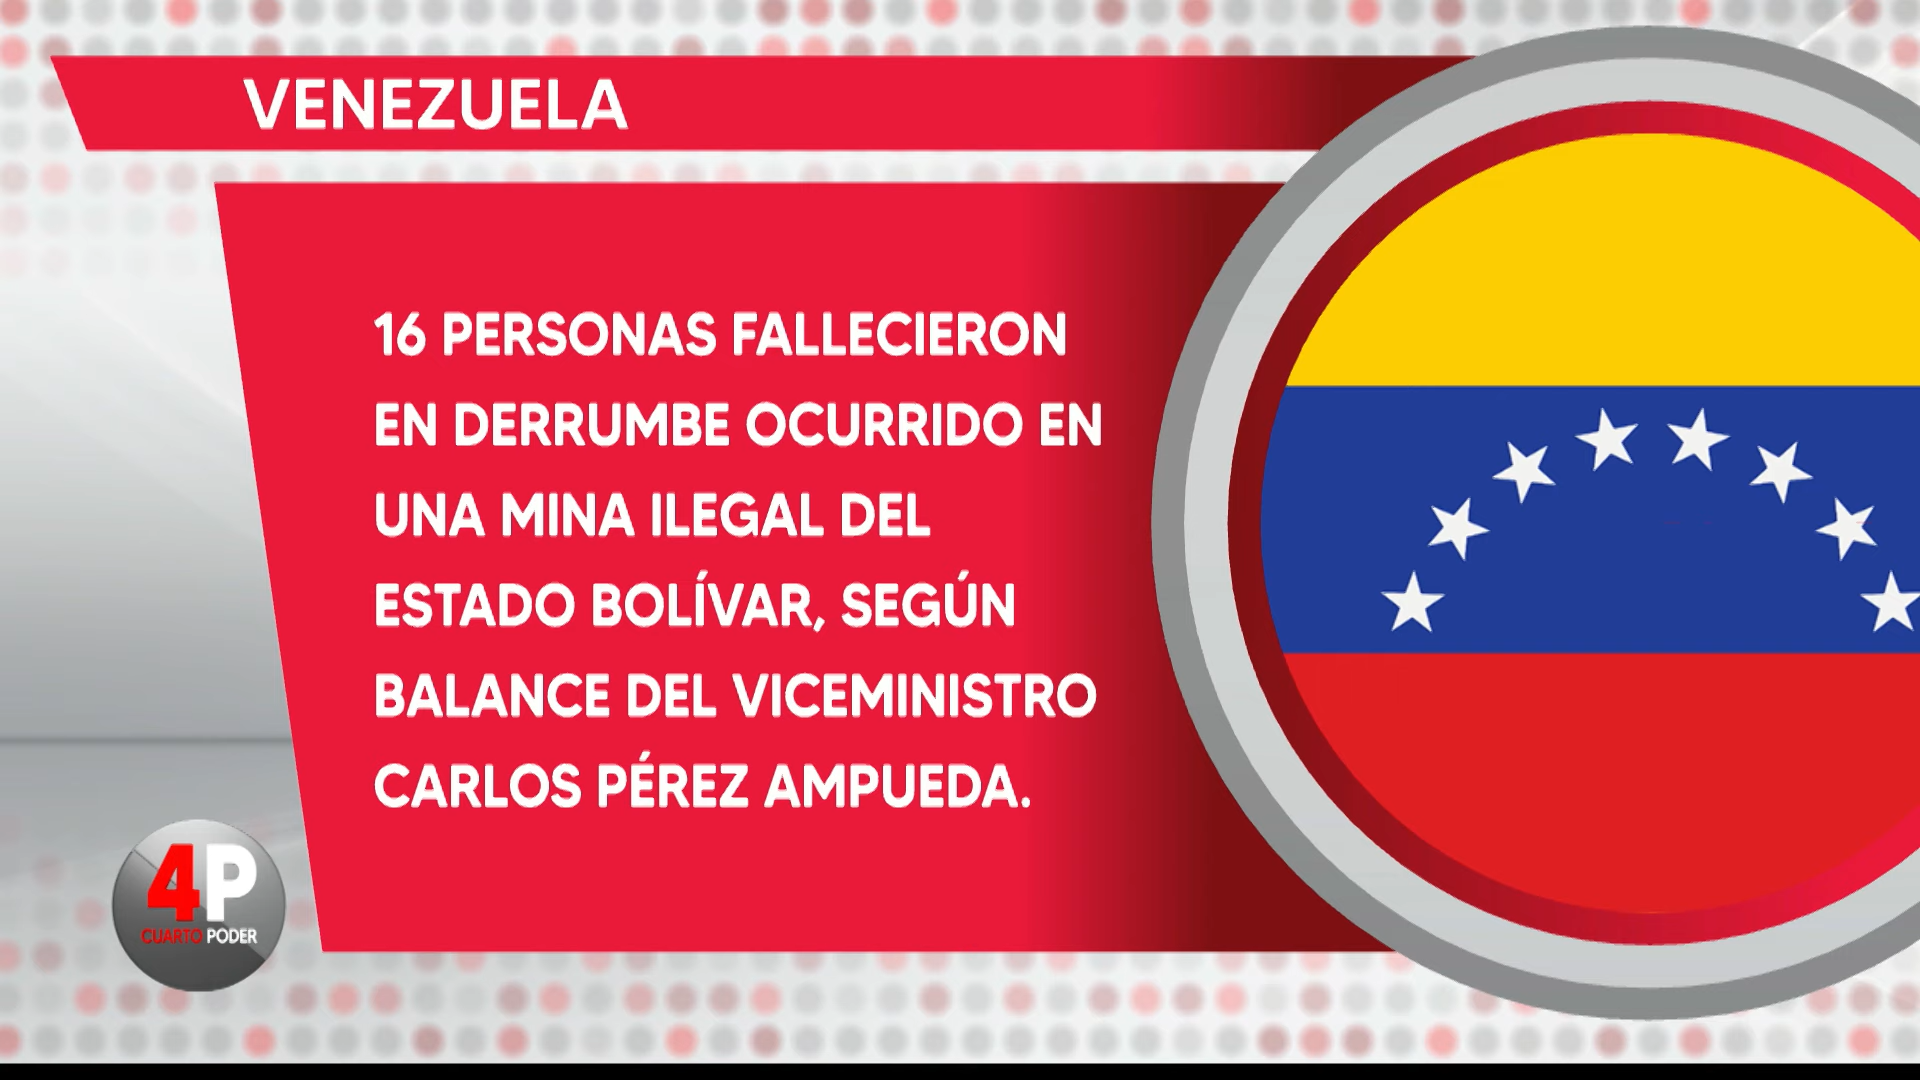 VENEZUELA
16 PERSONAS FALLECIERON
EN DERRUMBE OCURRIDO EN
UNA MINA ILEGAL DEL
ESTADO BOLÍVAR, SEGÚN
BALANCE DEL VICEMINISTRO
CARLOS PÉREZ AMPUEDA.
4P
CUARTO PODER